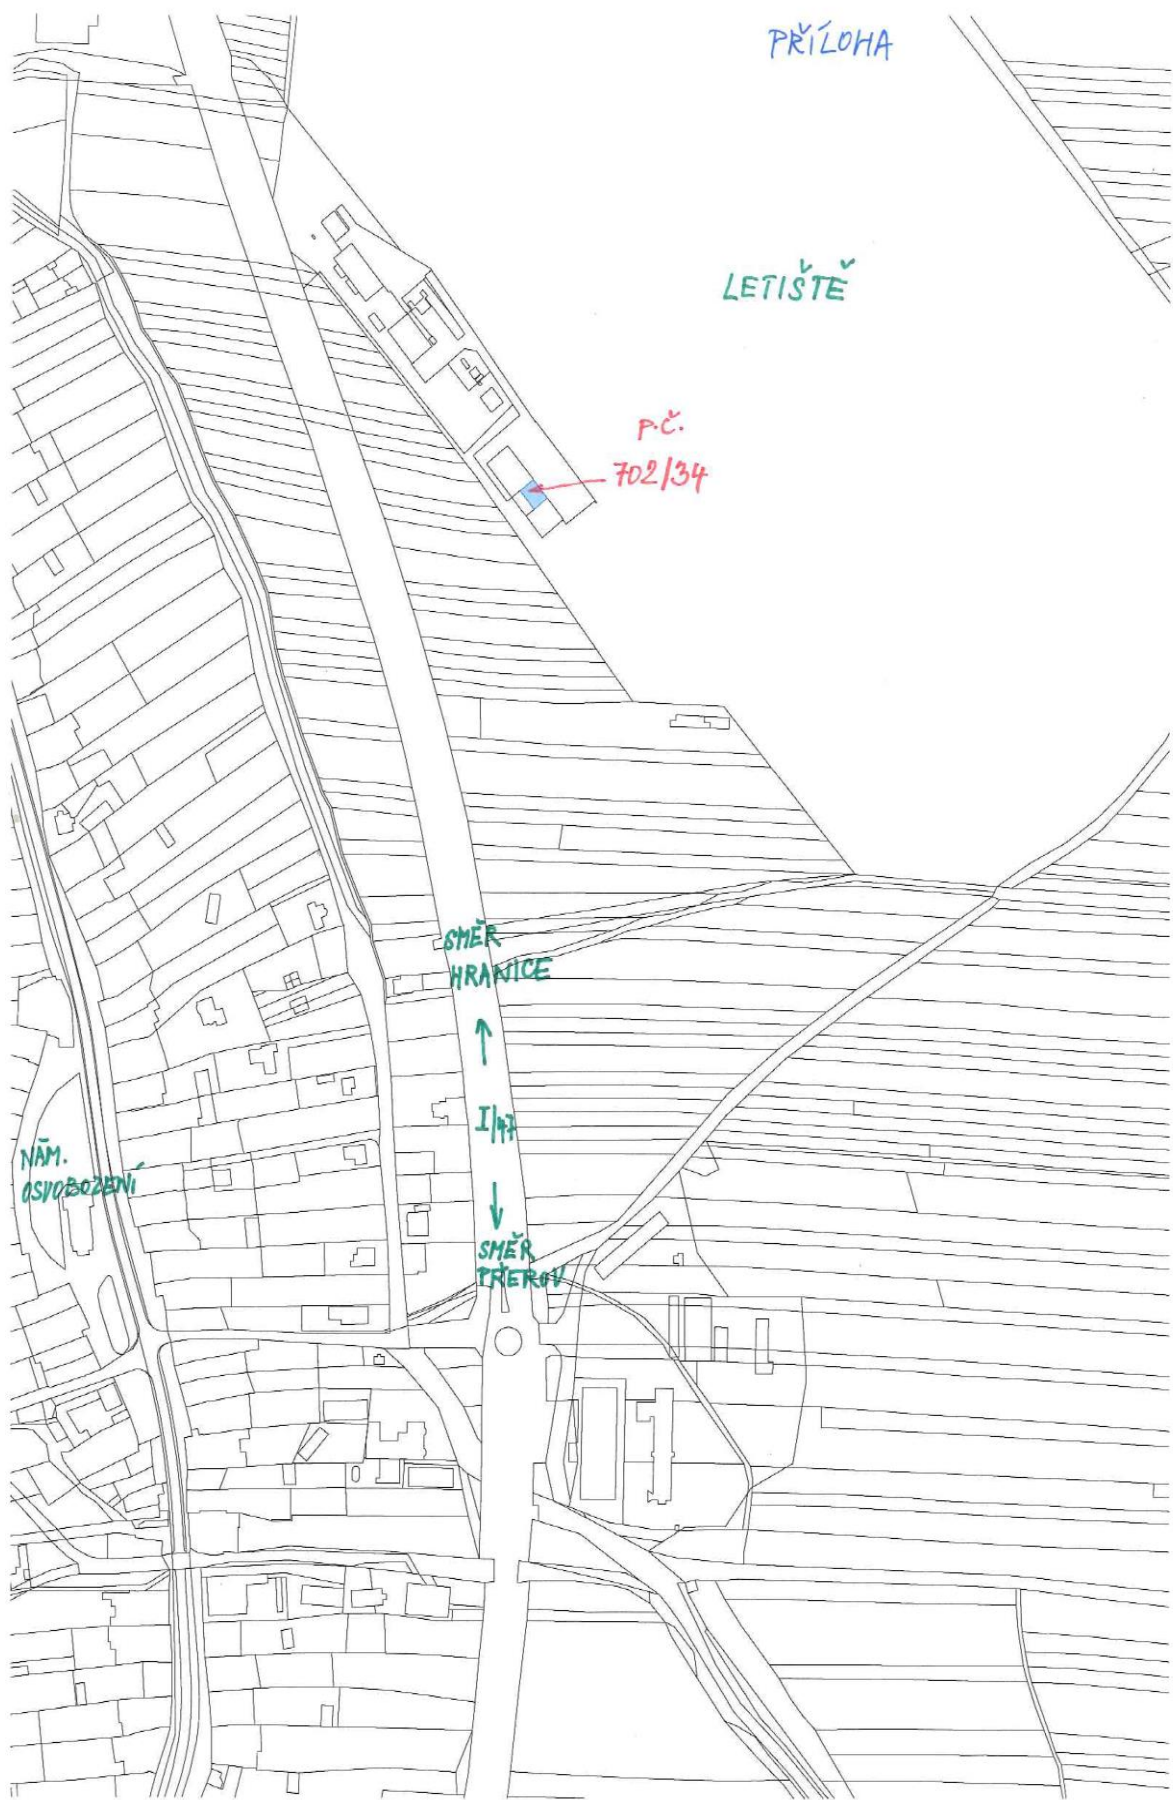 PŘÍLOHA
LETIŠTĚ
P.Č.
702/34
SMĚR
HRANICE
I/47
NÁM.
OSVOBOZENÍ
SMĚR
PŘEROV